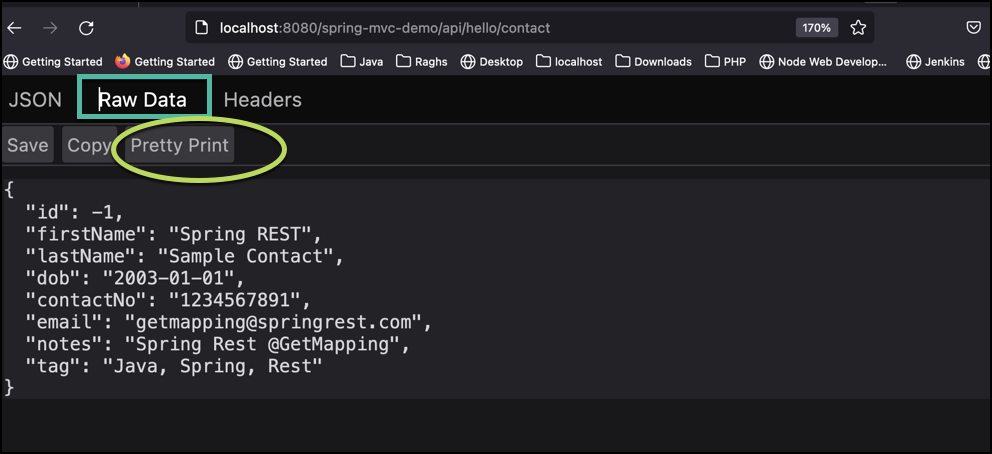 localhost:8080/spring-mvc-demo/api/hello/contact 170%
Getting Started Getting Started Getting Started Java Raghs Desktop localhost Downloads PHP Node Web Develop... Jenkins
JSON Raw Data Headers
Save Copy Pretty Print
{
"id": -1,
"firstName": "Spring REST",
"lastName": "Sample Contact",
"dob": "2003-01-01",
"contactNo": "1234567891",
"email": "getmapping@springrest.com",
"notes": "Spring Rest @GetMapping",
"tag": "Java, Spring, Rest"
}